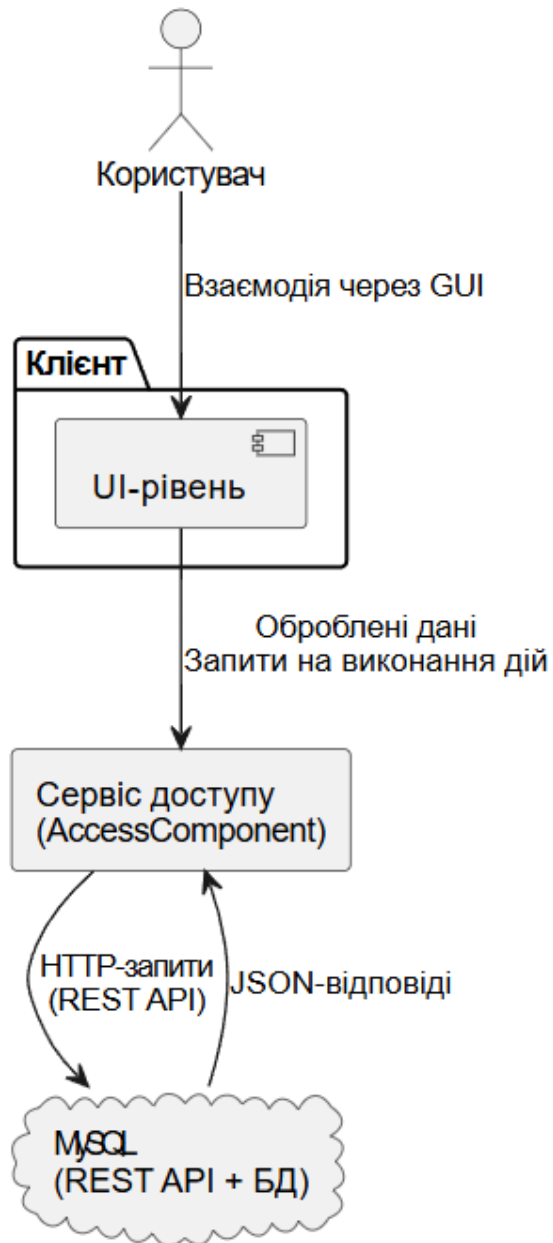 Користувач
Взаємодія через GUI
Клієнт
UI-рівень
Оброблені дані
Запити на виконання дій
Сервіс доступу
(AccessComponent)
HTTP-запити
(REST API)
JSON-відповіді
MySQL
(REST API + БД)